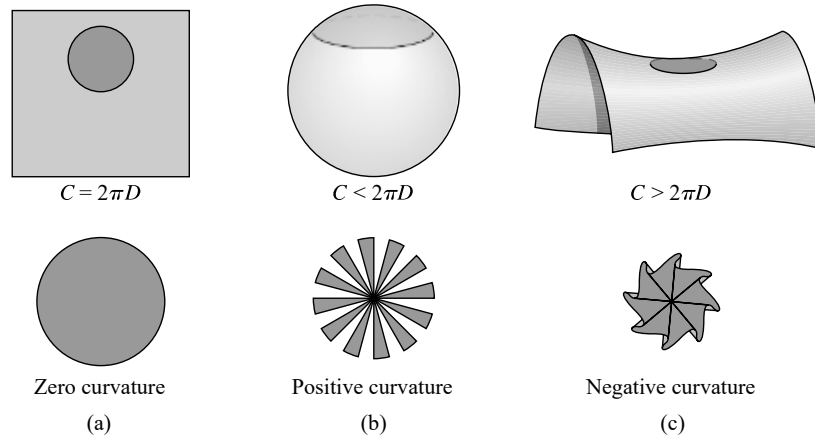 C = 2πD
C < 2πD
C > 2πD
Zero curvature
Positive curvature
Negative curvature
(a)
(b)
(c)